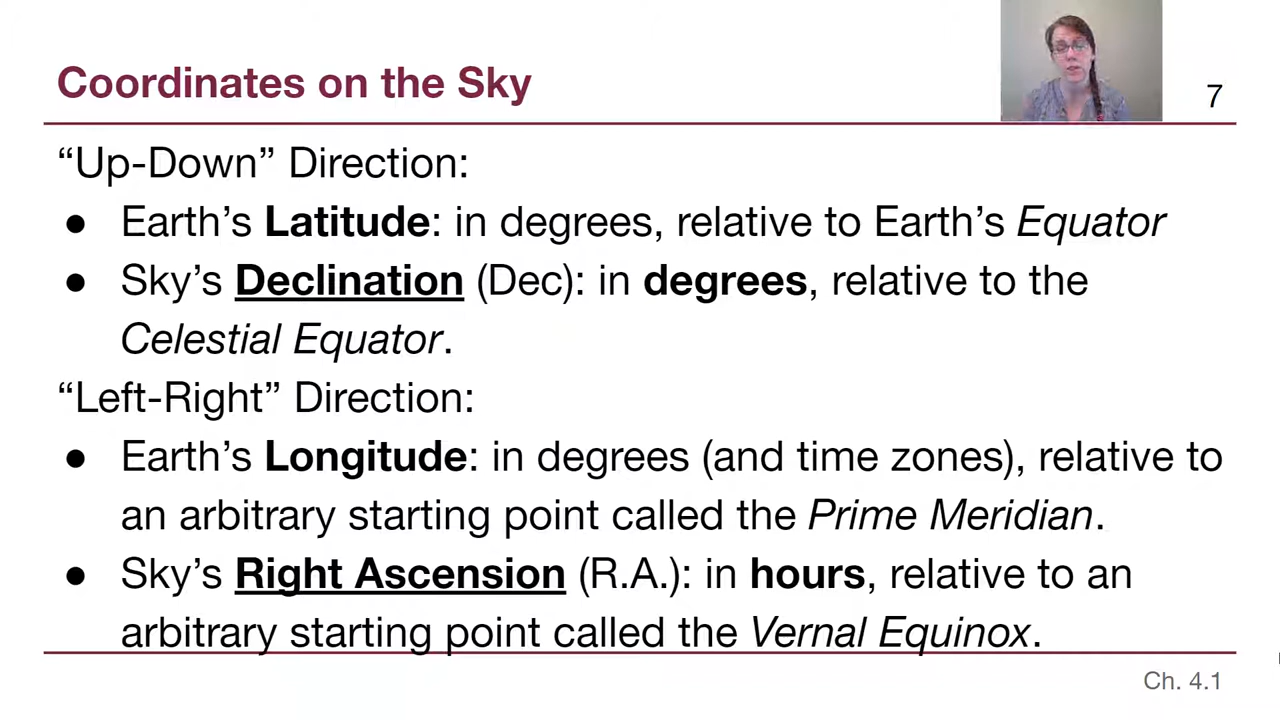 Coordinates on the Sky
7
“Up-Down” Direction:
● Earth’s Latitude: in degrees, relative to Earth’s Equator
● Sky’s Declination (Dec): in degrees, relative to the
Celestial Equator.
“Left-Right” Direction:
● Earth’s Longitude: in degrees (and time zones), relative to
an arbitrary starting point called the Prime Meridian.
● Sky’s Right Ascension (R.A.): in hours, relative to an
arbitrary starting point called the Vernal Equinox.
Ch. 4.1